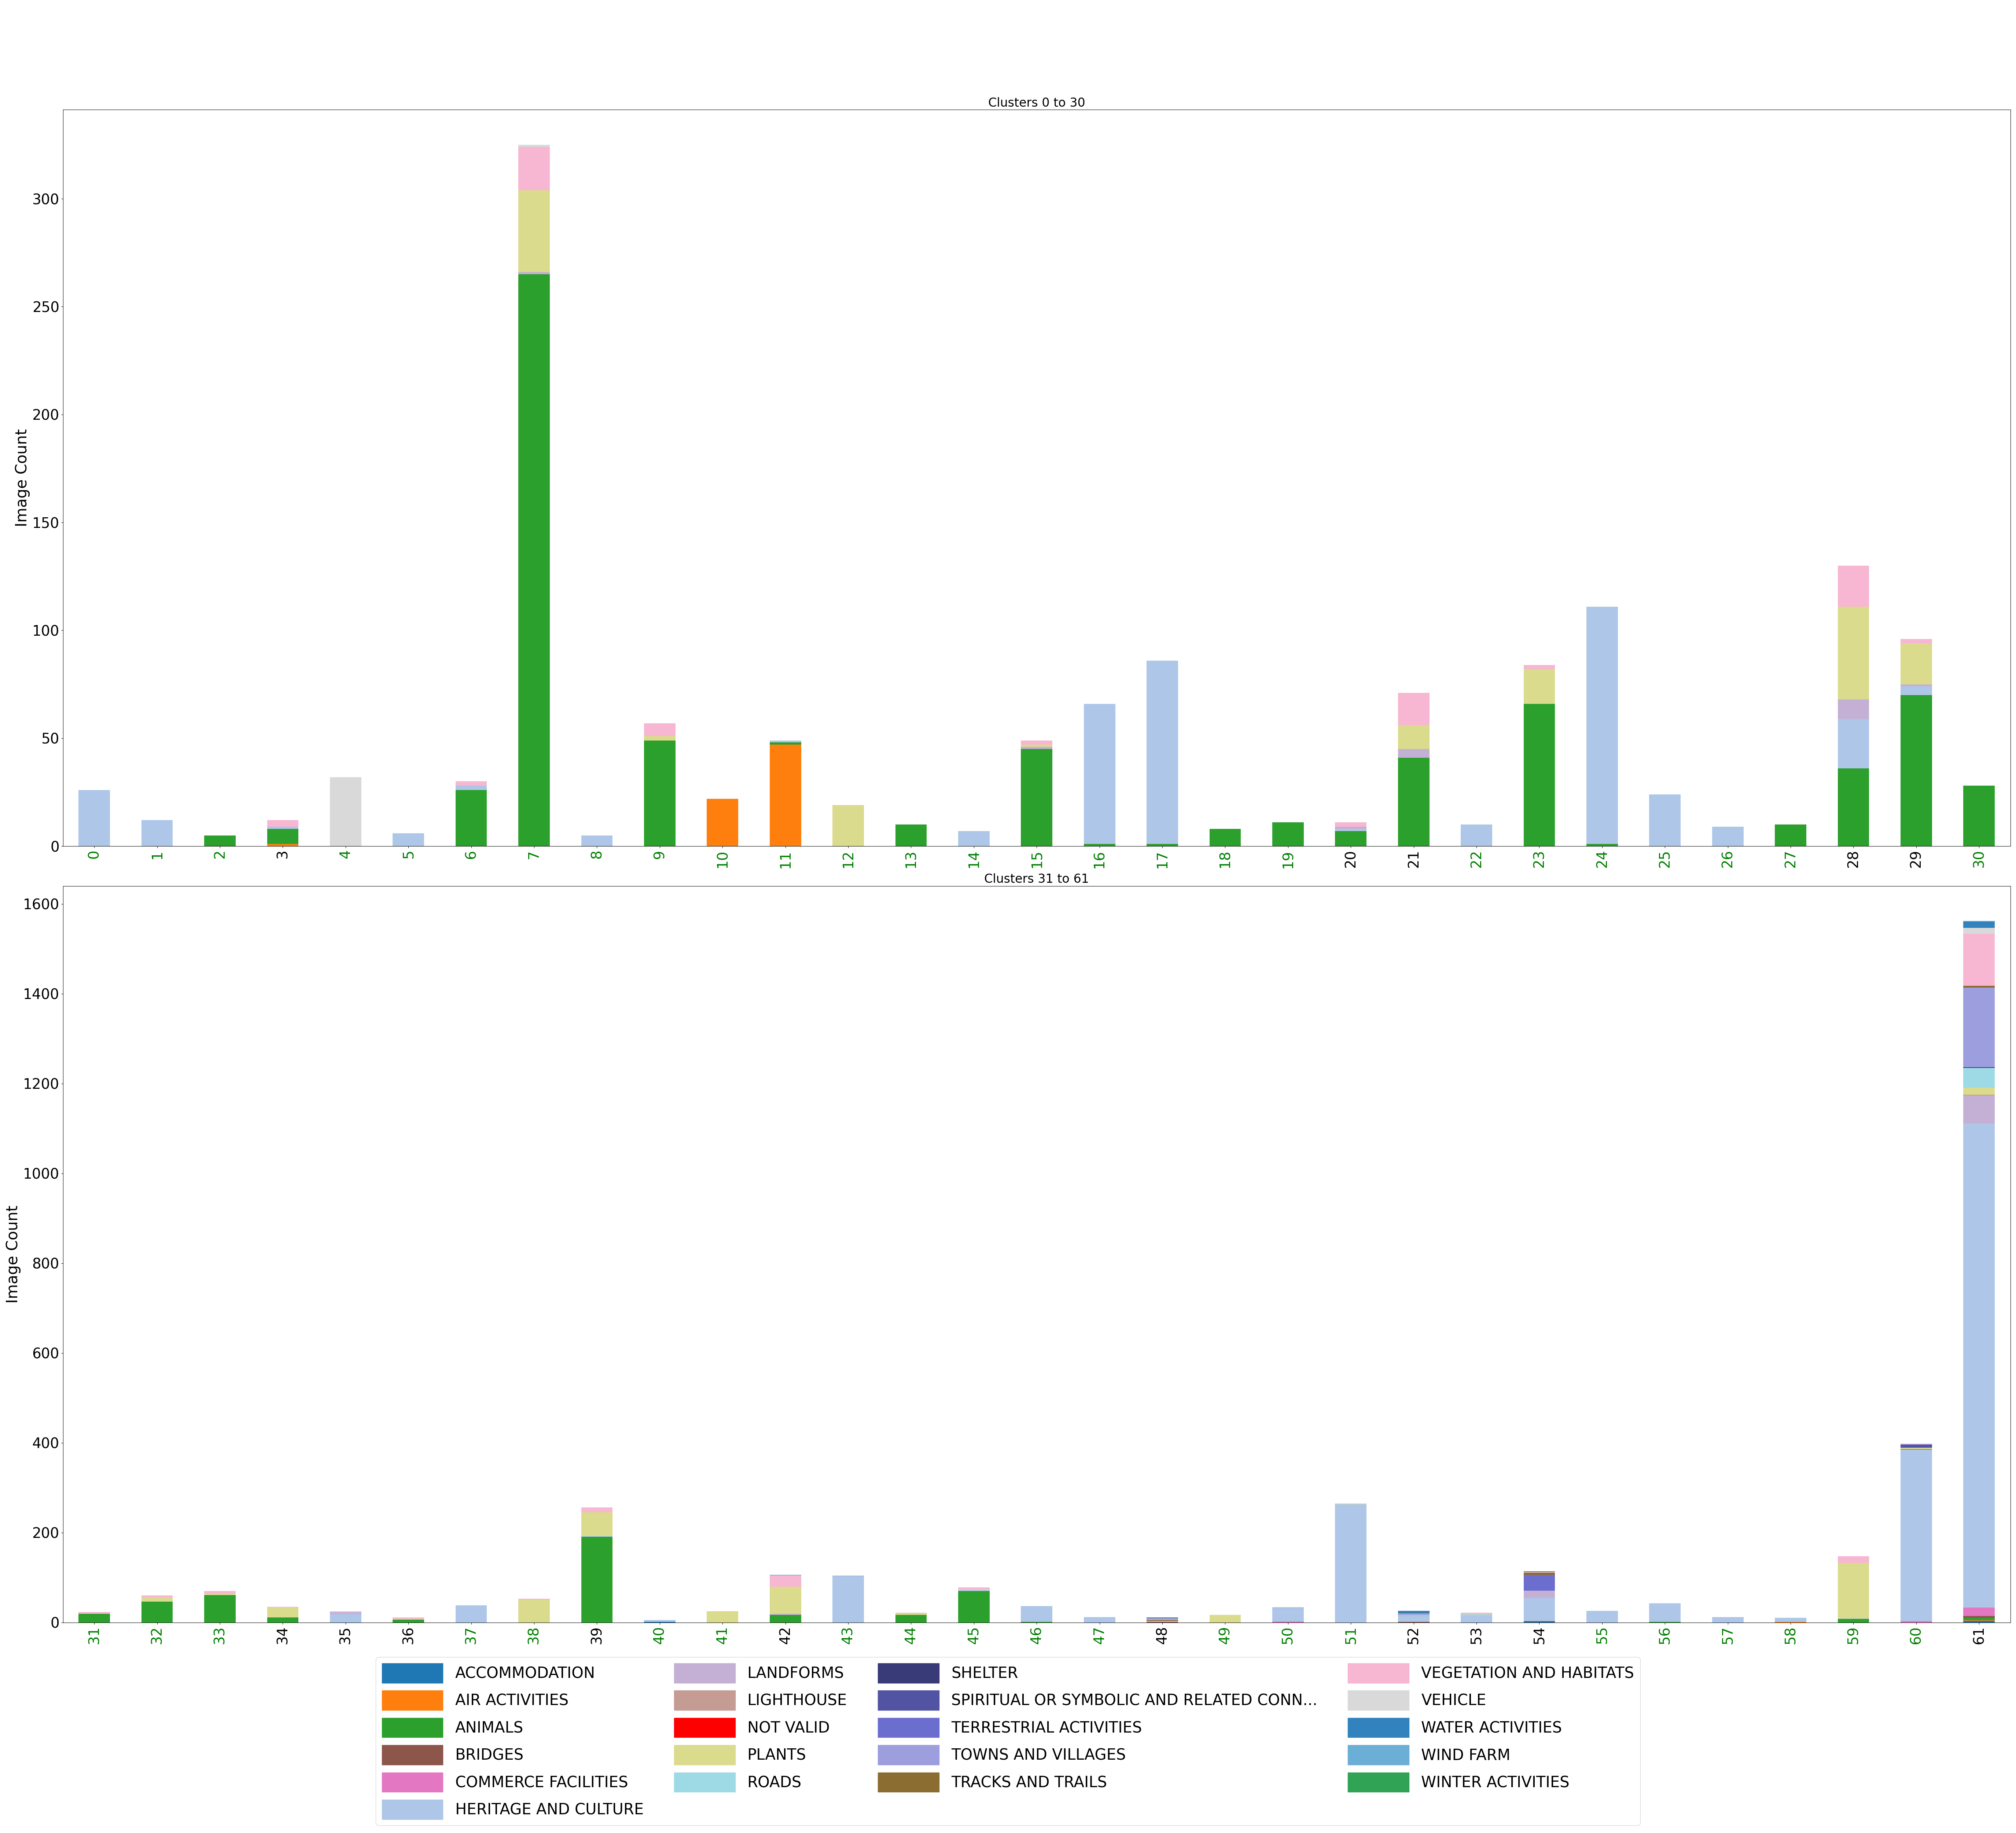 Clusters 0 to 30
Image Count
300
250
200
150
100
50
0
0 1 2 3 4 5 6 7 8 9 10 11 12 13 14 15 16 17 18 19 20 21 22 23 24 25 26 27 28 29 30
Clusters 31 to 61
Image Count
1600
1400
1200
1000
800
600
400
200
0
31 32 33 34 35 36 37 38 39 40 41 42 43 44 45 46 47 48 49 50 51 52 53 54 55 56 57 58 59 60 61
ACCOMMODATION
AIR ACTIVITIES
ANIMALS
BRIDGES
COMMERCE FACILITIES
HERITAGE AND CULTURE
LANDFORMS
LIGHTHOUSE
NOT VALID
PLANTS
ROADS
SHELTER
SPIRITUAL OR SYMBOLIC AND RELATED CONN...
TERRESTRIAL ACTIVITIES
TOWNS AND VILLAGES
TRACKS AND TRAILS
VEGETATION AND HABITATS
VEHICLE
WATER ACTIVITIES
WIND FARM
WINTER ACTIVITIES